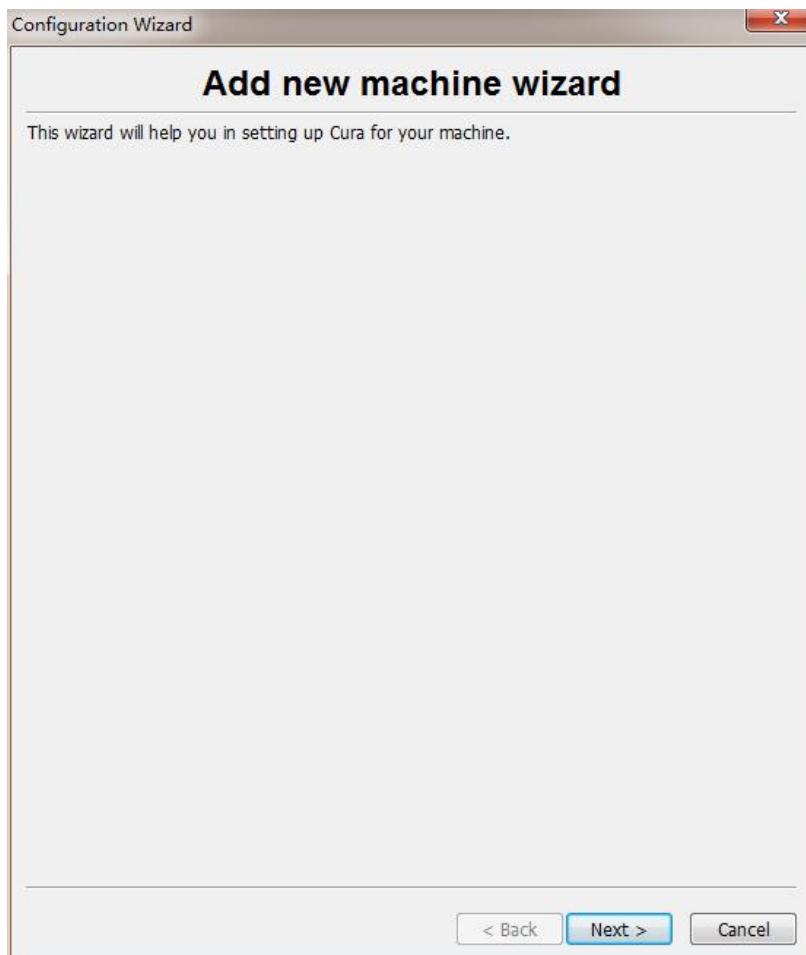 Configuration Wizard
Add new machine wizard
This wizard will help you in setting up Cura for your machine.
< Back Next > Cancel